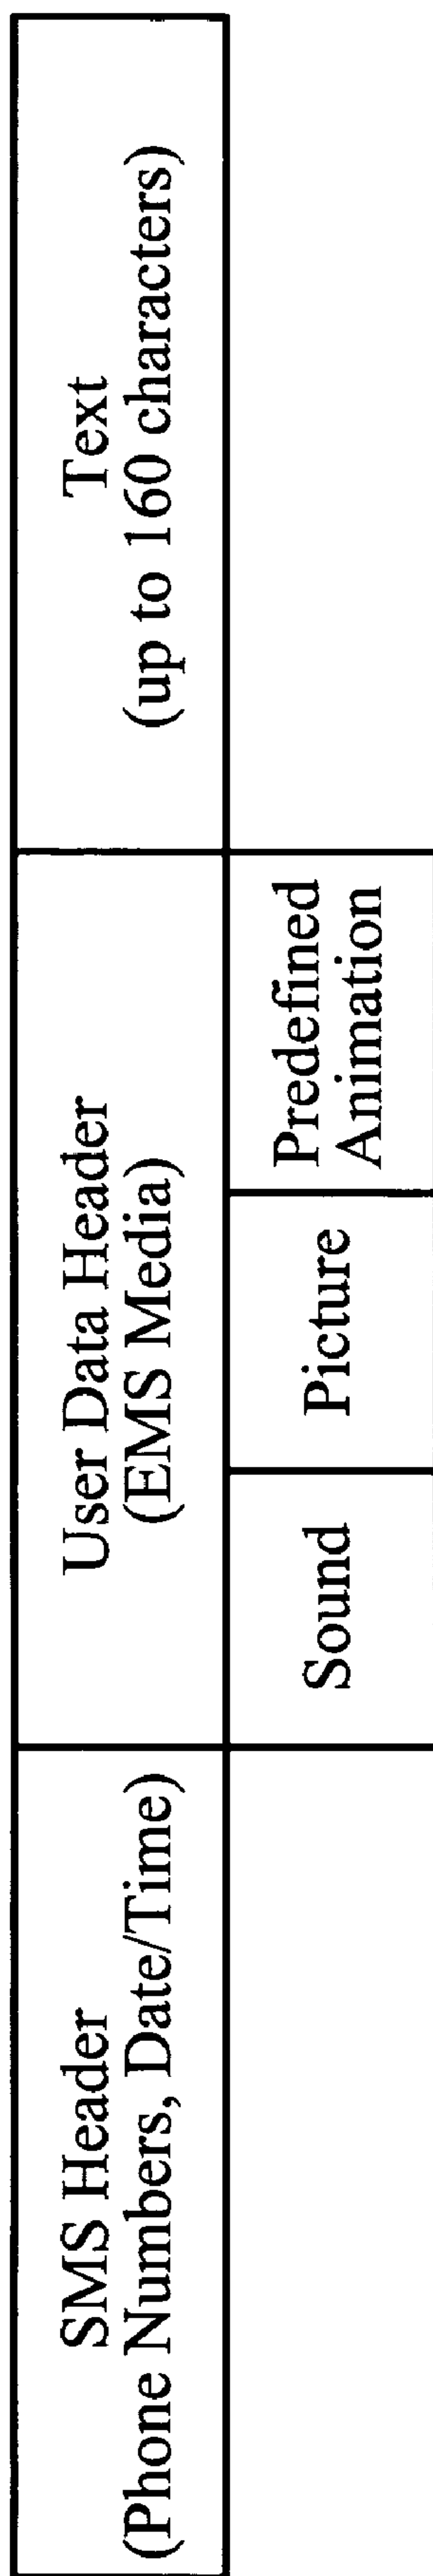 SMS Header
(Phone Numbers, Date/Time)
User Data Header
(EMS Media)
Text
(up to 160 characters)
Sound
Picture
Predefined
Animation